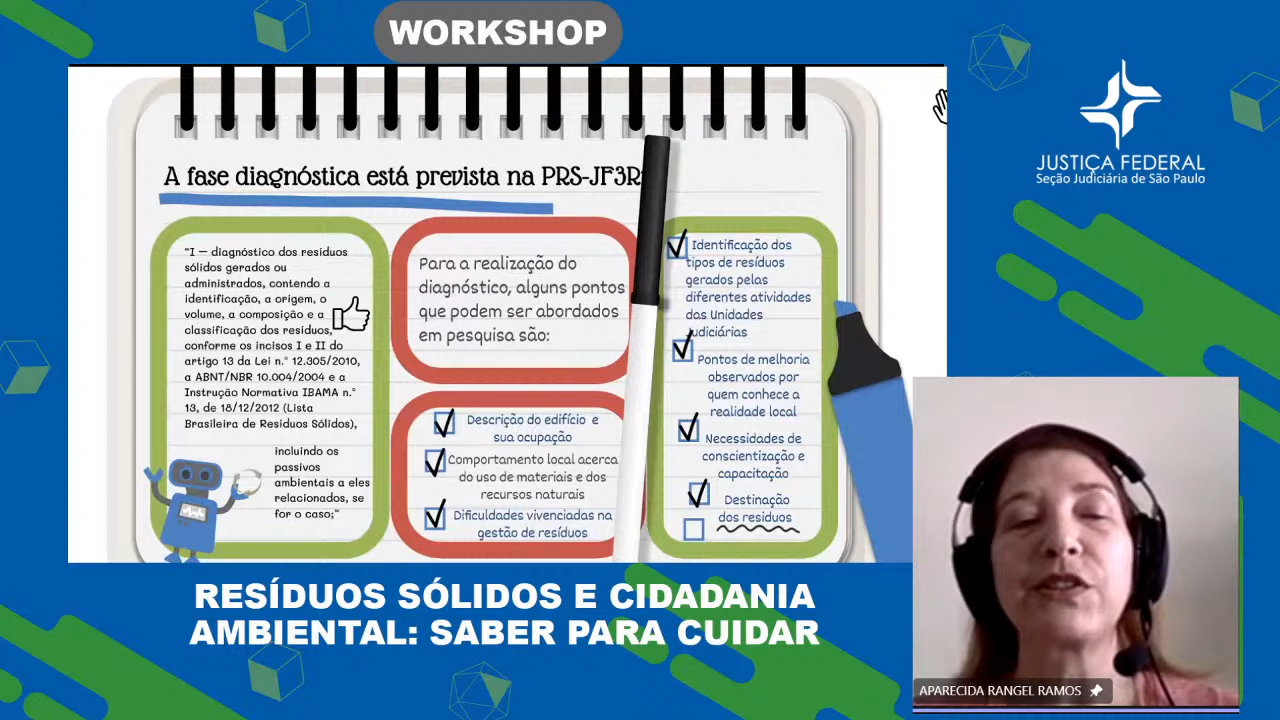 WORKSHOP
JUSTIÇA FEDERAL
Seção Judiciária de São Paulo
A fase diagnóstica está prevista na PRS-JF3R:
“I – diagnóstico dos resíduos
sólidos gerados ou
administrados, contendo a
identificação, a origem, o
volume, a composição e a
classificação dos resíduos,
conforme os incisos I e II do
artigo 13 da Lei n.° 12.305/2010,
a ABNT/NBR 10.004/2004 e a
Instrução Normativa IBAMA n.°
13, de 18/12/2012 (Lista
Brasileira de Resíduos Sólidos),
incluindo os
passivos
ambientais a eles
relacionados, se
for o caso;”
Para a realização do
diagnóstico, alguns pontos
que podem ser abordados
em pesquisa são:
Descrição do edifício e
sua ocupação
Comportamento local acerca
do uso de materiais e dos
recursos naturais
Dificuldades vivenciadas na
gestão de resíduos
Identificação dos
tipos de resíduos
gerados pelas
diferentes atividades
das Unidades
judiciárias
Pontos de melhoria
observados por
quem conhece a
realidade local
Necessidades de
conscientização e
capacitação
Destinação
dos residuos
RESÍDUOS SÓLIDOS E CIDADANIA
AMBIENTAL: SABER PARA CUIDAR
APARECIDA RANGEL RAMOS